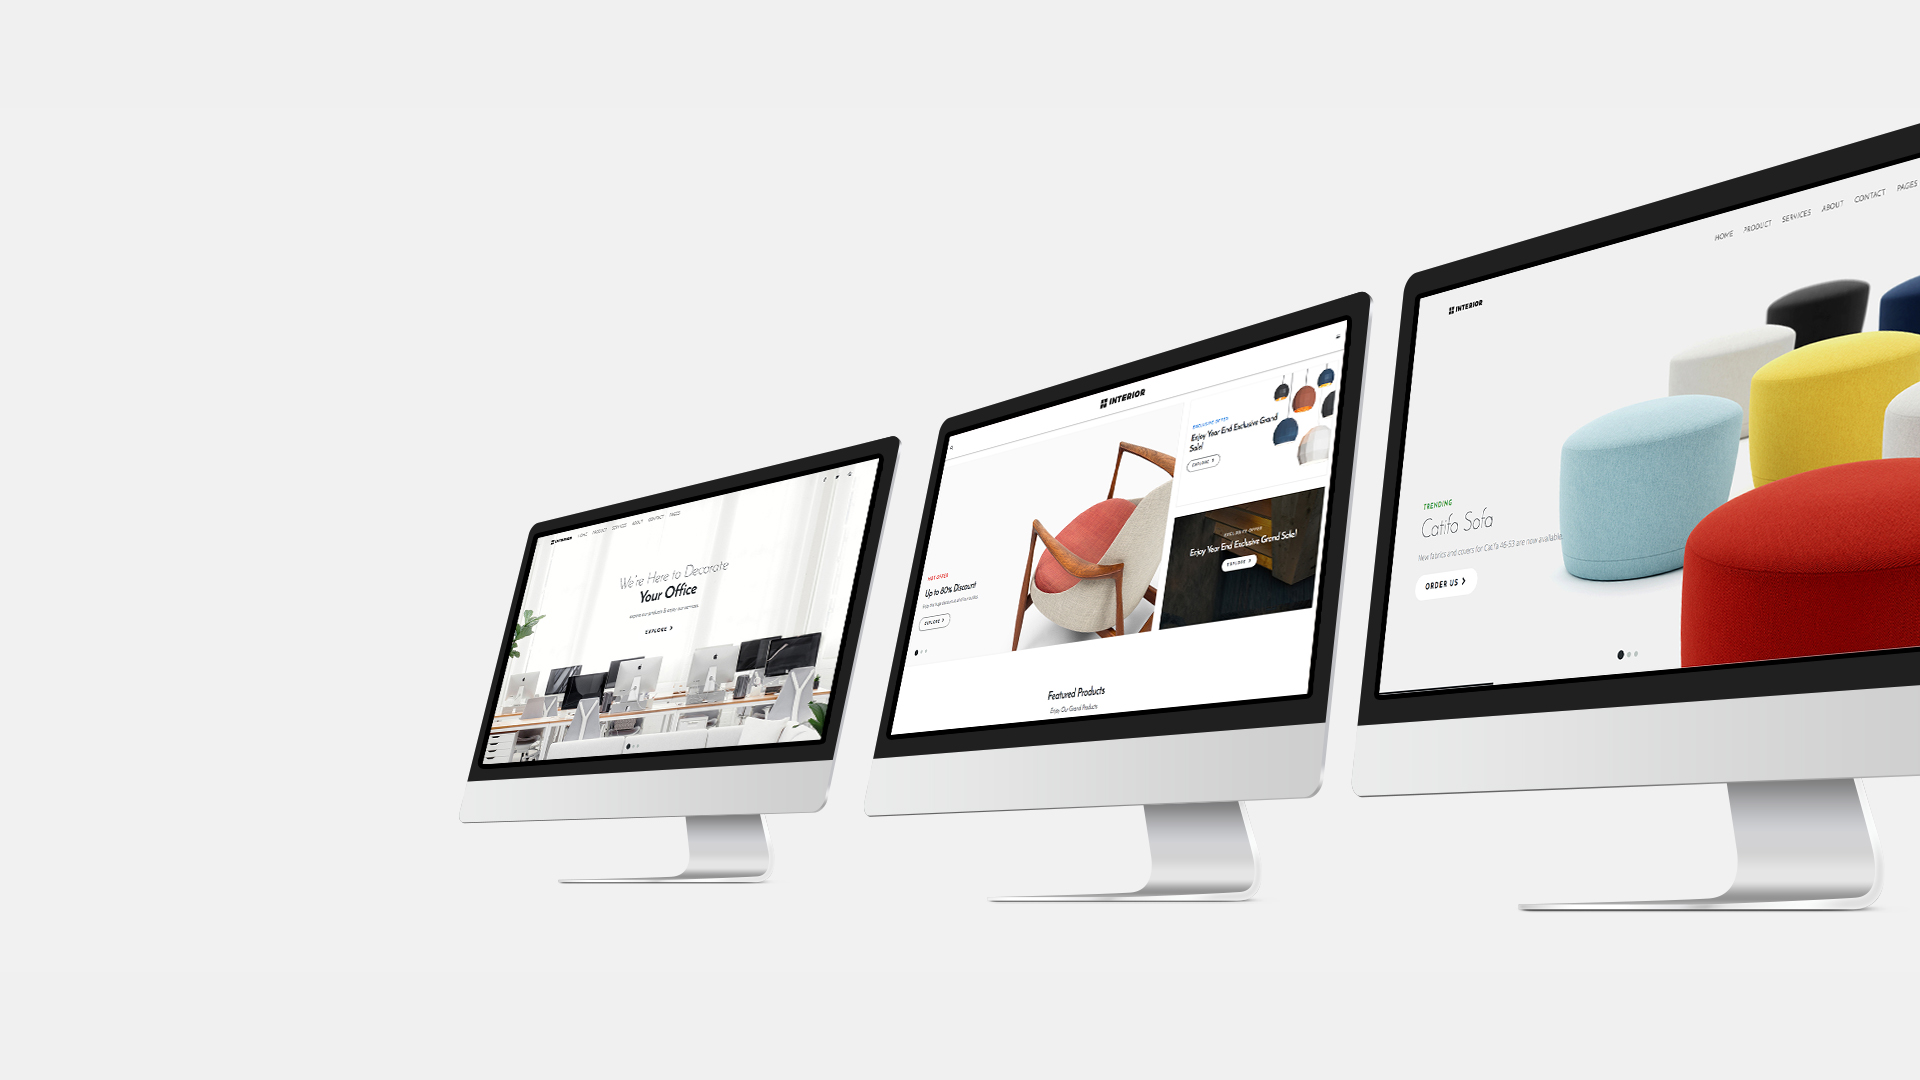 INTERIOR
HOME PRODUCT SERVICES ABOUT CONTACT PAGES
We're Here to Decorate
Your Office
EXPLORE
INTERIOR
HOT OFFER
Up to 80% Discount!
EXPLORE
EXCLUSIVE OFFER
Enjoy Year End Exclusive Grand
Sale!
EXPLORE
EXCLUSIVE OFFER
Enjoy Year End Exclusive Grand Sale!
EXPLORE
Featured Products
Enjoy Our Grand Products
HOME PRODUCT SERVICES ABOUT CONTACT PAGES
INTERIOR
TRENDING
Catifa Sofa
New fabrics and covers for Catifa 46-53 are now available
ORDER US